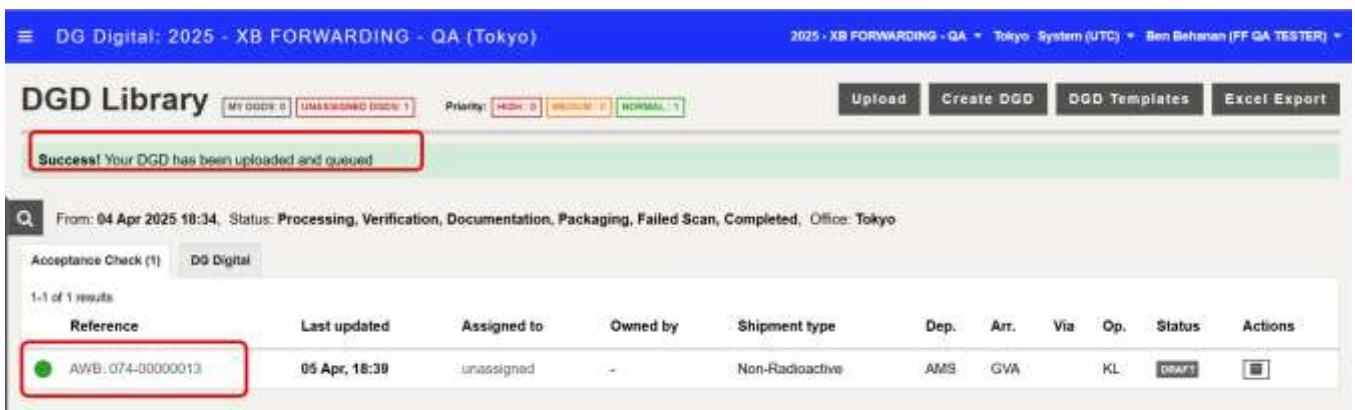 DG Digital: 2025 - XB FORWARDING - QA (Tokyo) 2025 - XB FORWARDING - QA Tokyo System (UTC) Ben Behanan (FF QA TESTER)
DGD Library MY DGDS: 0 UNASSIGNED DGDS: 1 Priority: HIGH : 0 MEDIUM : 0 NORMAL : 1 Upload Create DGD DGD Templates Excel Export
Success! Your DGD has been uploaded and queued
From: 04 Apr 2025 18:34, Status: Processing, Verification, Documentation, Packaging, Failed Scan, Completed, Office: Tokyo
Acceptance Check (1) DG Digital
1-1 of 1 results
Reference Last updated Assigned to Owned by Shipment type Dep. Arr. Via Op. Status Actions
AWB: 074-00000013 05 Apr, 18:39 unassigned - Non-Radioactive AMS GVA KL DRAFT